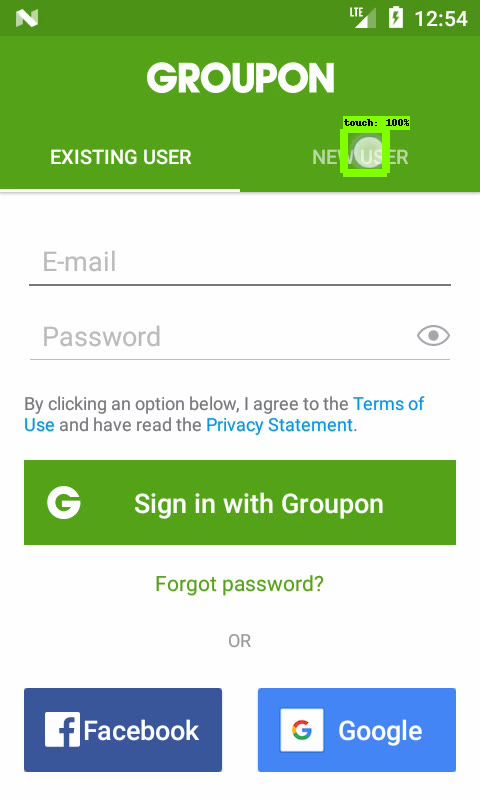 LTE 12:54
GROUPON
touch: 100%
EXISTING USER
NEW USER
E-mail
Password
By clicking an option below, I agree to the Terms of
Use and have read the Privacy Statement.
G Sign in with Groupon
Forgot password?
OR
f Facebook
G Google